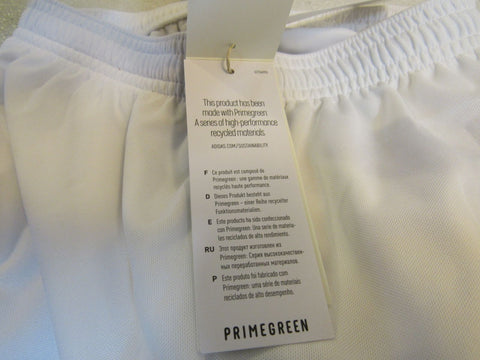 This product has been
made with Primegreen.
A series of high-performance
recycled materials.
ADIDAS.COM/SUSTAINABILITY
F Ce produit est composé de
Primegreen : une gamme de matériaux
recyclés haute performance.
D Dieses Produkt besteht aus
Primegreen – einer Reihe recycelter
Funktionsmaterialien.
E Este producto ha sido confeccionado
con Primegreen. Una serie de materia-
les reciclados de alto rendimiento.
RU Этот продукт изготовлен из
Primegreen. Серия высококачествен-
ных переработанных материалов.
P Este produto foi fabricado com
Primegreen: uma série de materiais
reciclados de alto desempenho.
PRIMEGREEN